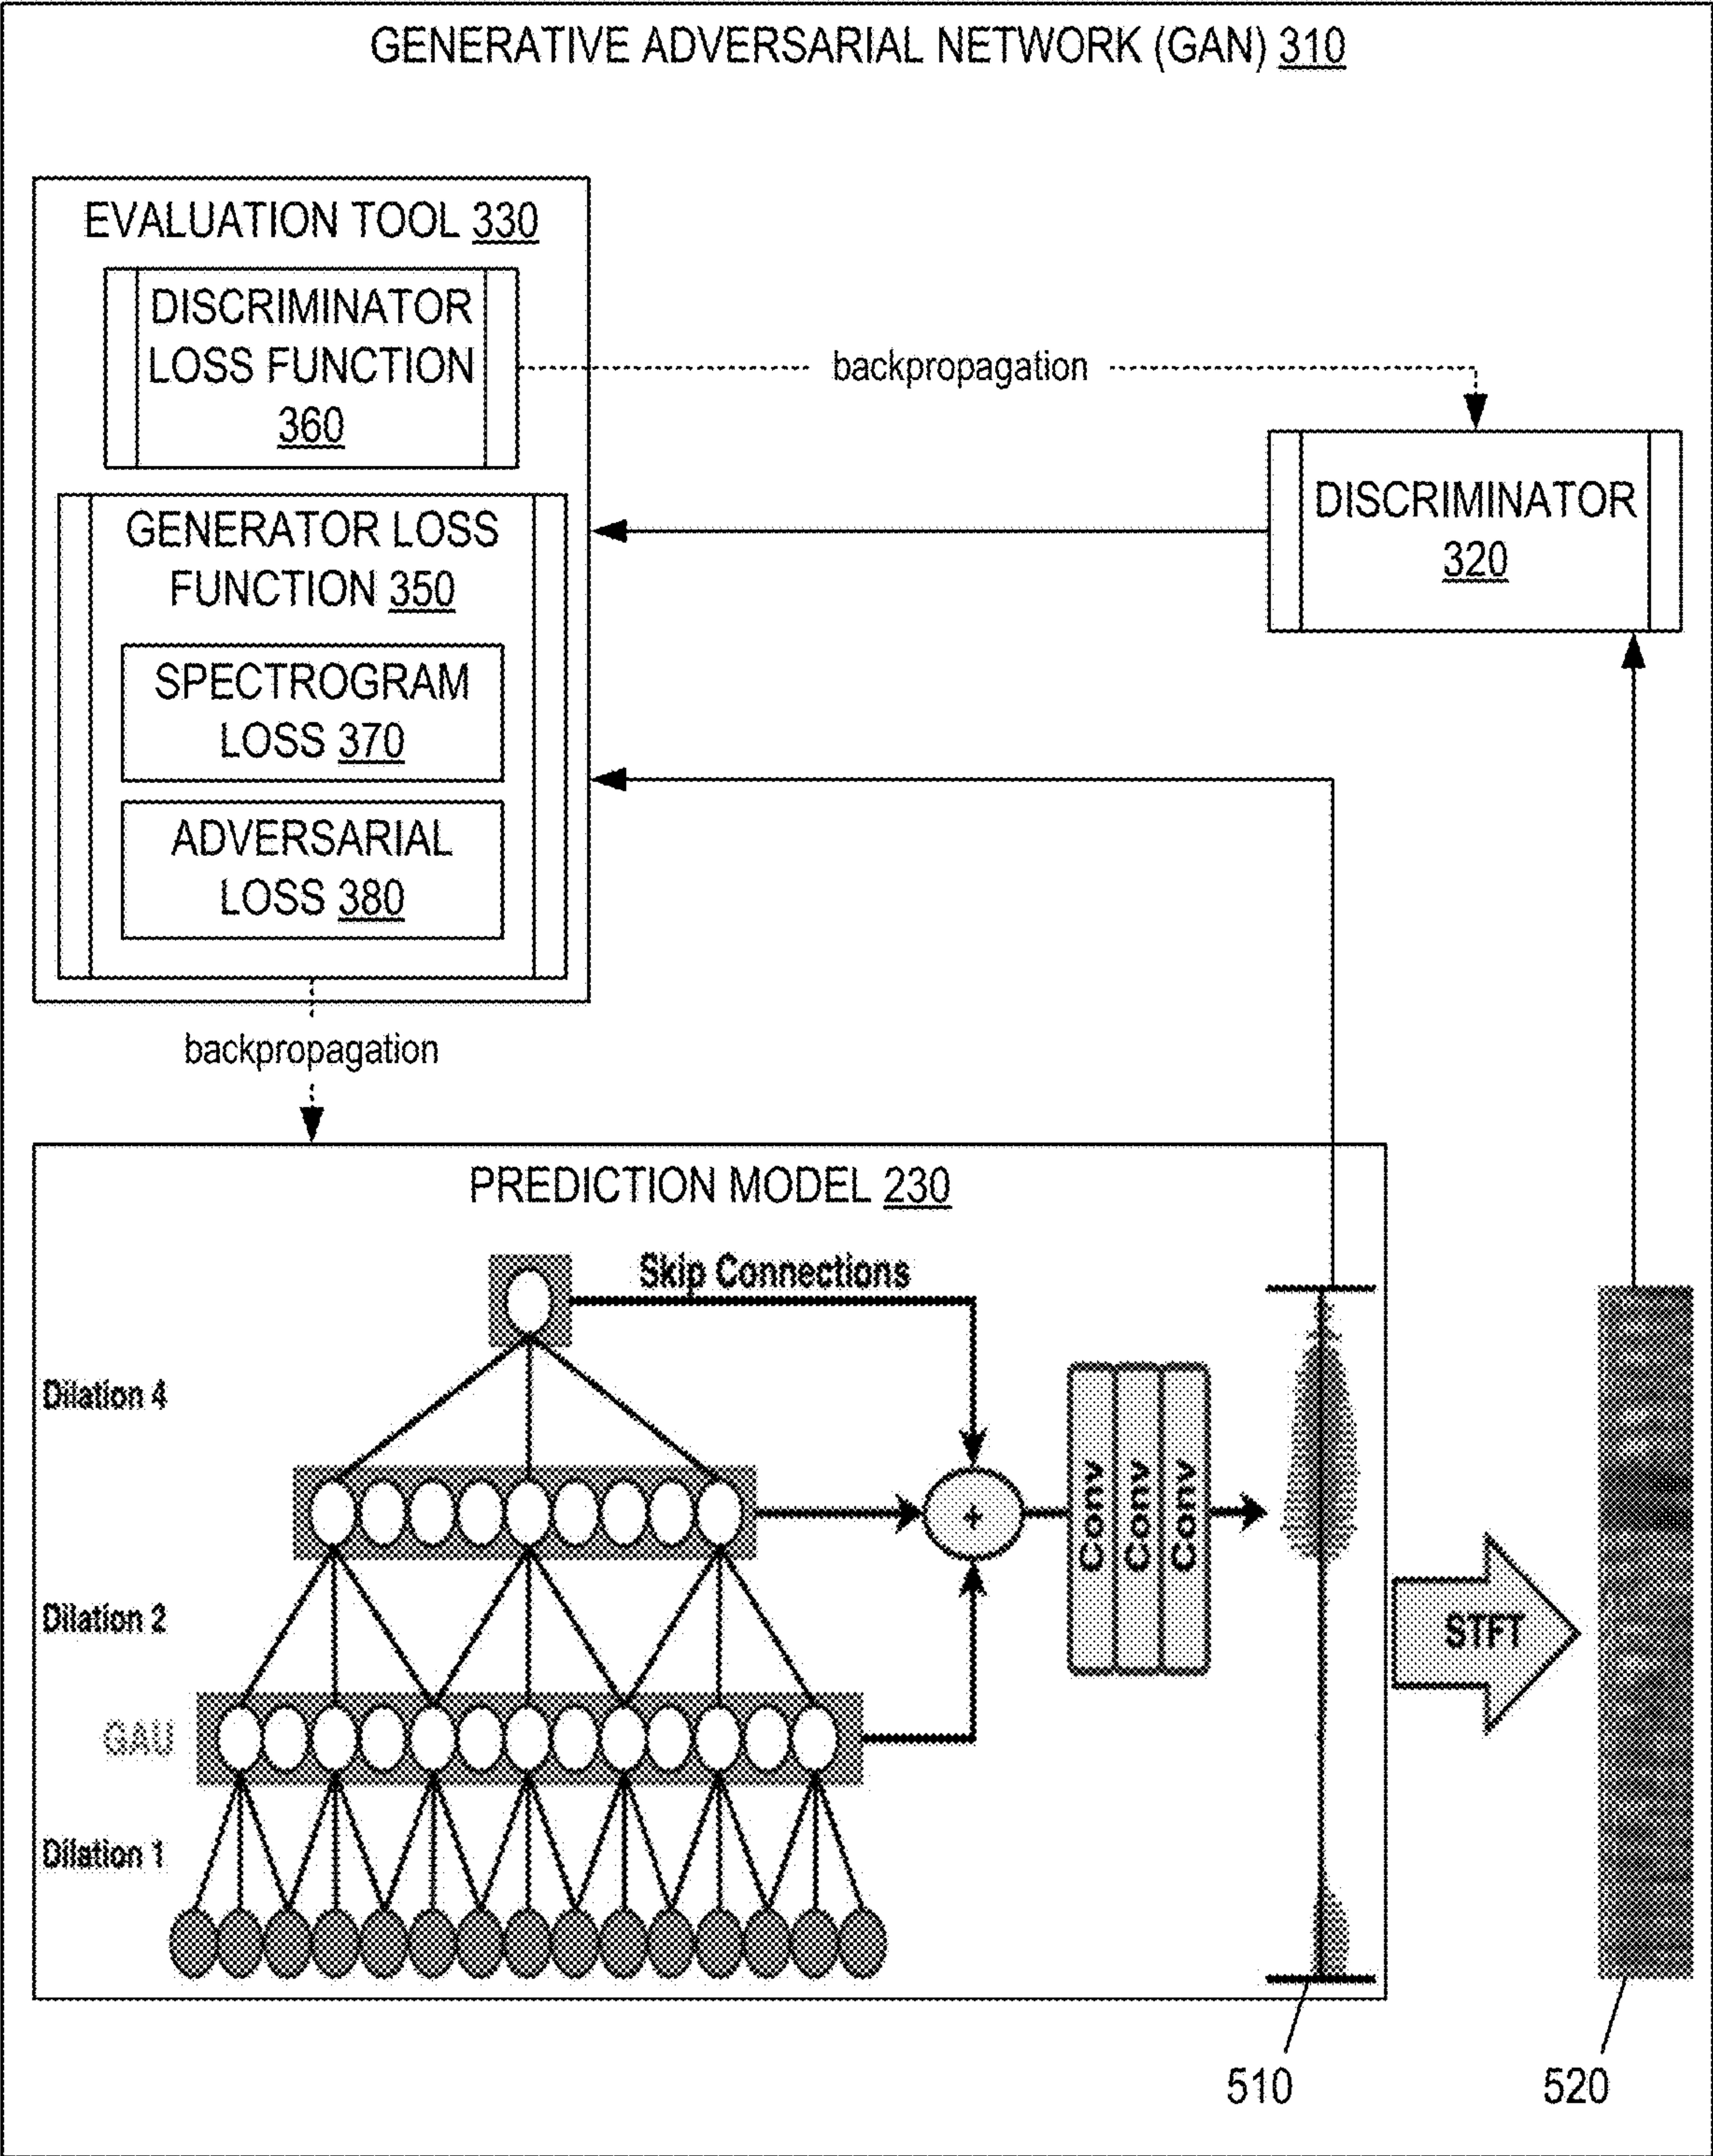 GENERATIVE ADVERSARIAL NETWORK (GAN) 310
EVALUATION TOOL 330
DISCRIMINATOR
LOSS FUNCTION
360
backpropagation
DISCRIMINATOR
320
GENERATOR LOSS
FUNCTION 350
SPECTROGRAM
LOSS 370
ADVERSARIAL
LOSS 380
backpropagation
PREDICTION MODEL 230
Skip Connections
Dilation 4
+
Conv
Conv
Conv
Dilation 2
STFT
GAU
Dilation 1
510
520